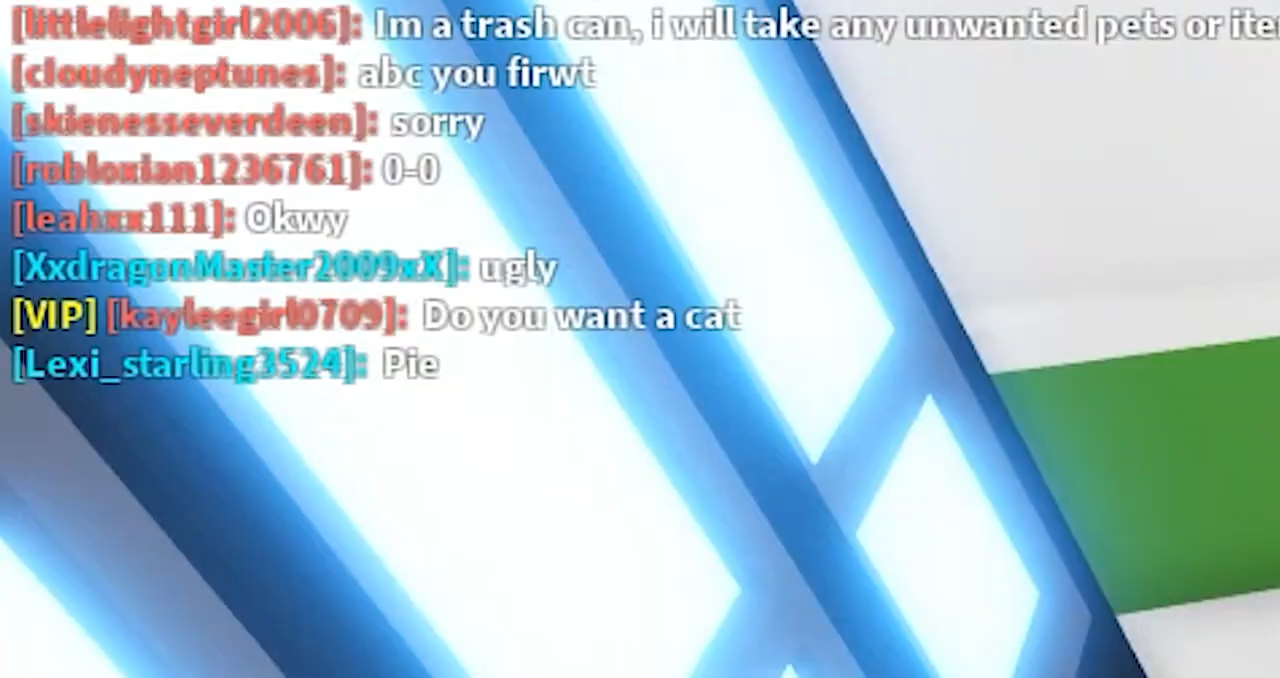 [littlelightgirl2006]: Im a trash can, i will take any unwanted pets or
[cloudyneptunes]: abc you firwt
[skienesseverdeen]: sorry
[robloxian1236761]: 0-0
[leahxx111]: Okwy
[XxdragonMaster2009xX]: ugly
[VIP] [kayleegirl0709]: Do you want a cat
[Lexi_starling3524]: Pie